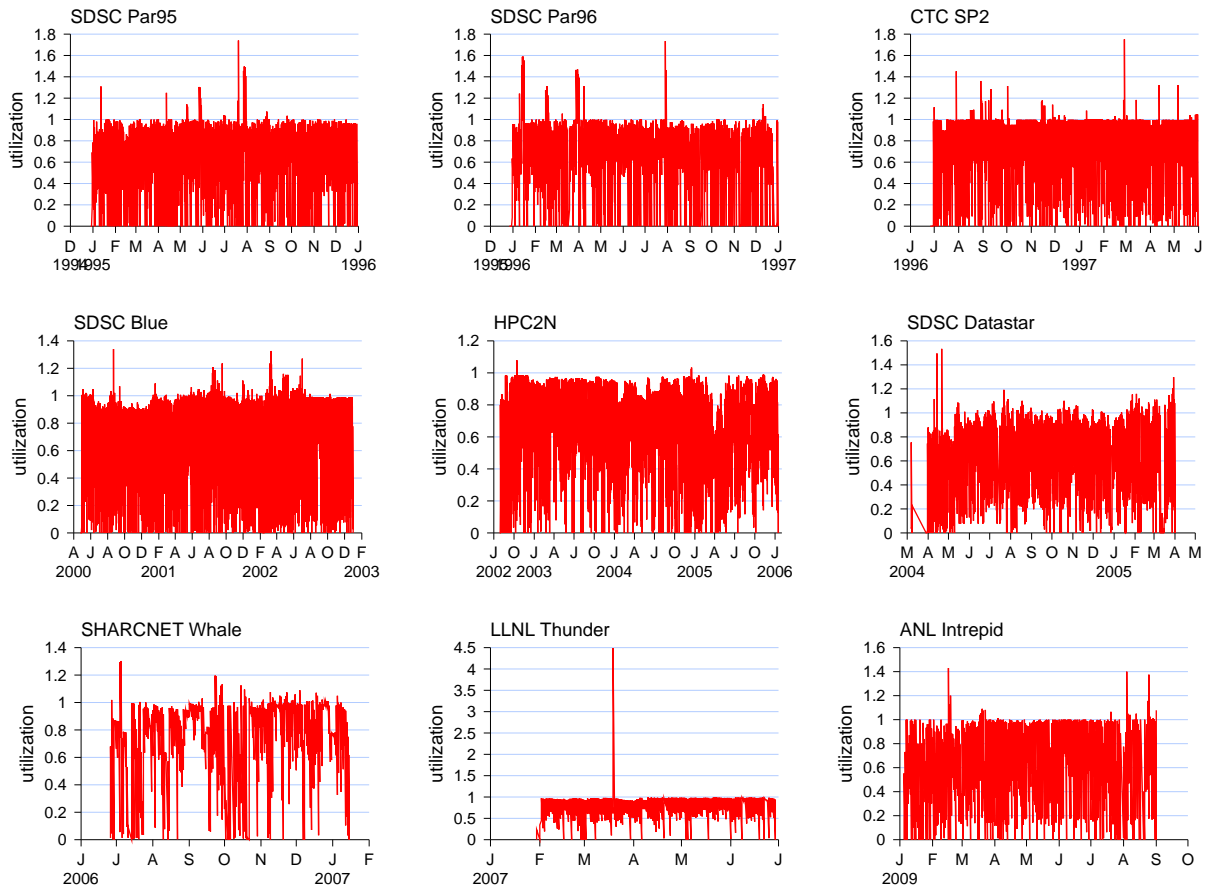 SDSC Par95
utilization
1.8
1.6
1.4
1.2
1
0.8
0.6
0.4
0.2
0
D J F M A M J J A S O N D J
1994 1995 1996
SDSC Par96
utilization
1.8
1.6
1.4
1.2
1
0.8
0.6
0.4
0.2
0
D J F M A M J J A S O N D J
1995 1996 1997
CTC SP2
utilization
1.8
1.6
1.4
1.2
1
0.8
0.6
0.4
0.2
0
J J A S O N D J F M A M J
1996 1997
SDSC Blue
utilization
1.4
1.2
1
0.8
0.6
0.4
0.2
0
A J A O D F A J A O D F A J A O D F
2000 2001 2002 2003
HPC2N
utilization
1.2
1
0.8
0.6
0.4
0.2
0
J O J A J O J A J O J A J O J
2002 2003 2004 2005 2006
SDSC Datastar
utilization
1.6
1.4
1.2
1
0.8
0.6
0.4
0.2
0
M A M J J A S O N D J F M A M
2004 2005
SHARCNET Whale
utilization
1.4
1.2
1
0.8
0.6
0.4
0.2
0
J J A S O N D J F
2006 2007
LLNL Thunder
utilization
4.5
4
3.5
3
2.5
2
1.5
1
0.5
0
J F M A M J J
2007
ANL Intrepid
utilization
1.6
1.4
1.2
1
0.8
0.6
0.4
0.2
0
J F M A M J J A S O
2009